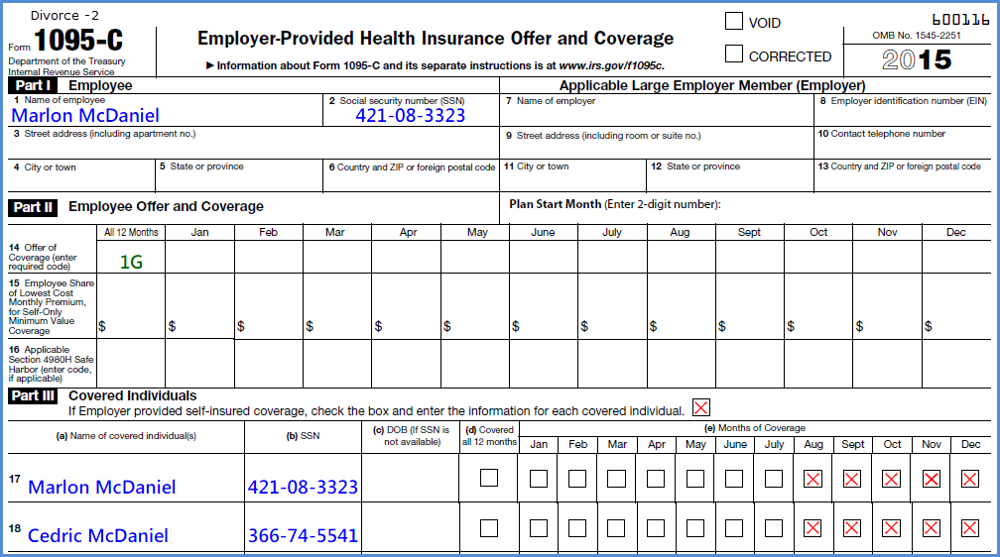 Divorce -2
Form 1095-C
Department of the Treasury
Internal Revenue Service
Employer-Provided Health Insurance Offer and Coverage
▶ Information about Form 1095-C and its separate instructions is at www.irs.gov/f1095c.
VOID
CORRECTED
600116
OMB No. 1545-2251
2015
Part I Employee
Applicable Large Employer Member (Employer)
1 Name of employee
Marlon McDaniel
2 Social security number (SSN)
421-08-3323
7 Name of employer
8 Employer identification number (EIN)
3 Street address (including apartment no.)
9 Street address (including room or suite no.)
10 Contact telephone number
4 City or town
5 State or province
6 Country and ZIP or foreign postal code
11 City or town
12 State or province
13 Country and ZIP or foreign postal code
Part II Employee Offer and Coverage
Plan Start Month (Enter 2-digit number):
All 12 Months Jan Feb Mar Apr May June July Aug Sept Oct Nov Dec
14 Offer of
Coverage (enter
required code)
1G
15 Employee Share
of Lowest Cost
Monthly Premium,
for Self-Only
Minimum Value
Coverage
$ $ $ $ $ $ $ $ $ $ $ $ $
16 Applicable
Section 4980H Safe
Harbor (enter code,
if applicable)
Part III Covered Individuals
If Employer provided self-insured coverage, check the box and enter the information for each covered individual.
(a) Name of covered individual(s)
(b) SSN
(c) DOB (If SSN is
not available)
(d) Covered
all 12 months
(e) Months of Coverage
Jan Feb Mar Apr May June July Aug Sept Oct Nov Dec
17 Marlon McDaniel 421-08-3323
18 Cedric McDaniel 366-74-5541